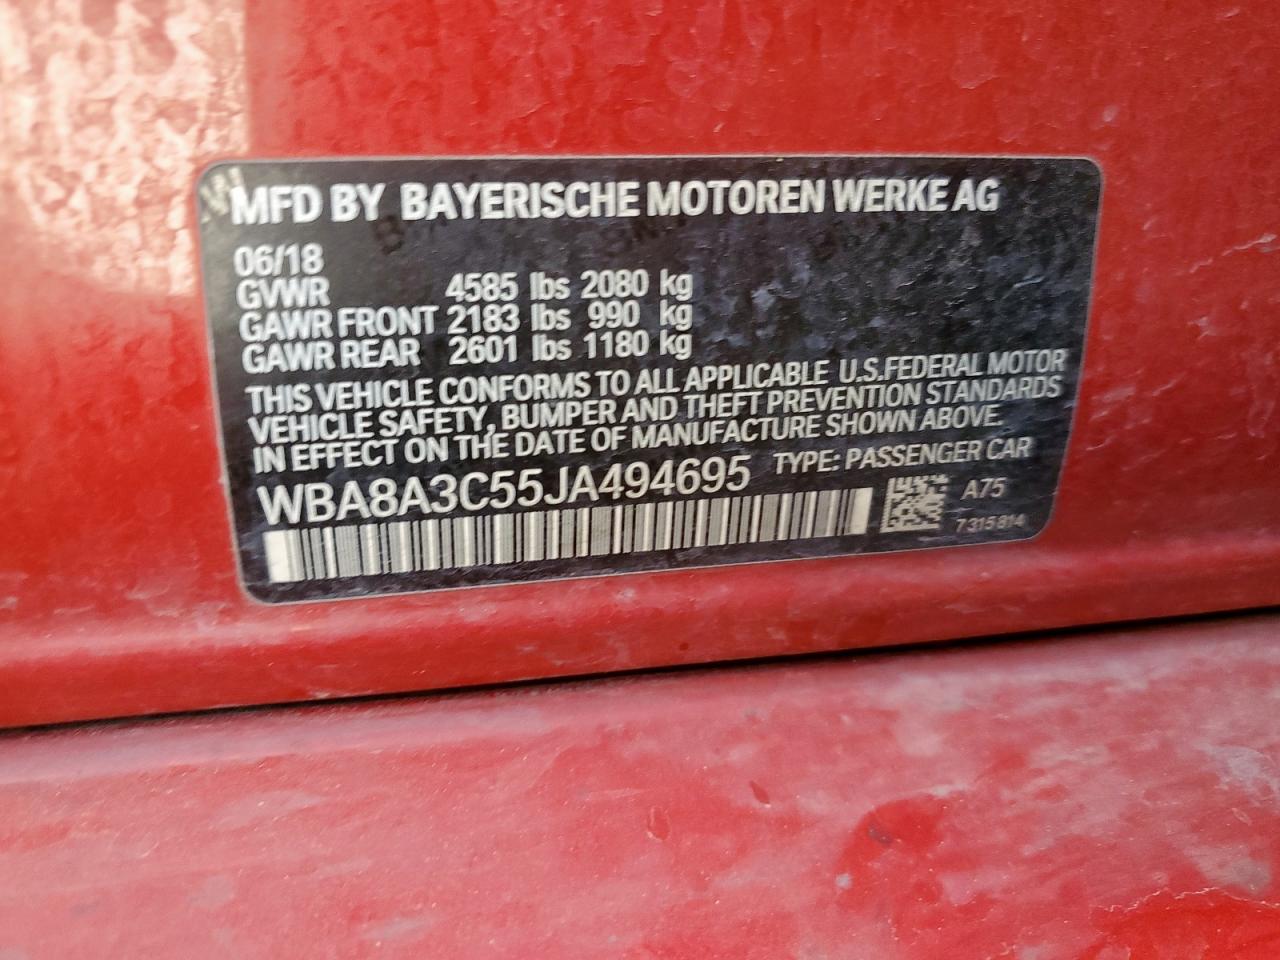 MFD BY BAYERISCHE MOTOREN WERKE AG
06/18
GVWR 4585 lbs 2080 kg
GAWR FRONT 2183 lbs 990 kg
GAWR REAR 2601 lbs 1180 kg
THIS VEHICLE CONFORMS TO ALL APPLICABLE U.S.FEDERAL MOTOR
VEHICLE SAFETY, BUMPER AND THEFT PREVENTION STANDARDS
IN EFFECT ON THE DATE OF MANUFACTURE SHOWN ABOVE.
WBA8A3C55JA494695 TYPE: PASSENGER CAR
A75
7315814